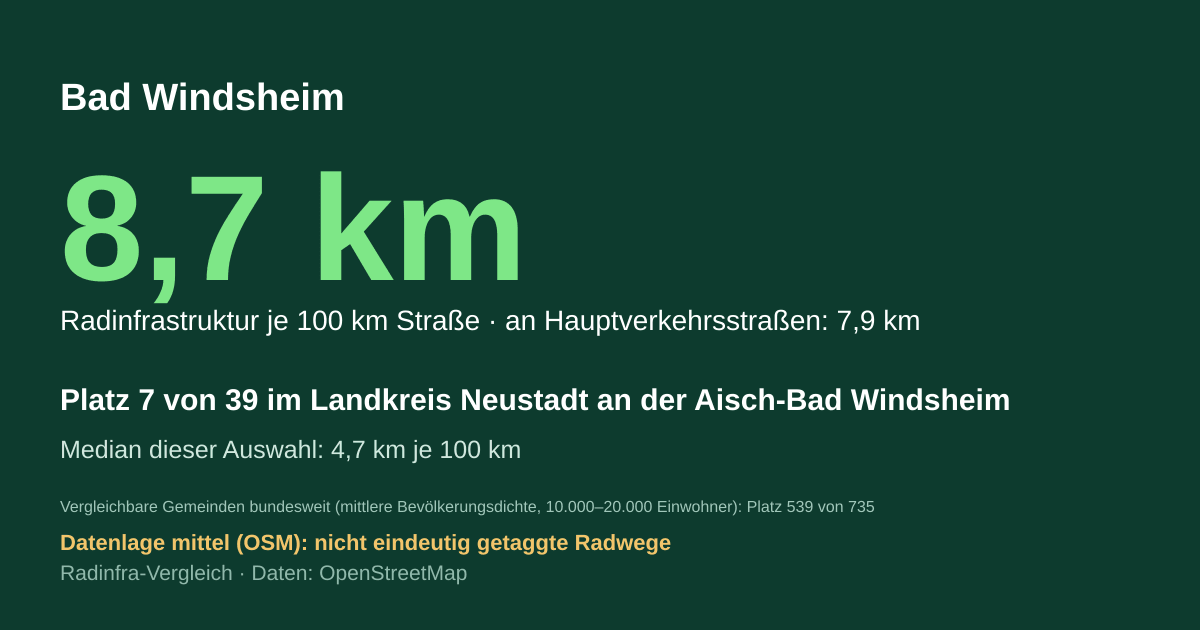 Bad Windsheim
8,7 km
Radinfrastruktur je 100 km Straße · an Hauptverkehrsstraßen: 7,9 km
Platz 7 von 39 im Landkreis Neustadt an der Aisch-Bad Windsheim
Median dieser Auswahl: 4,7 km je 100 km
Vergleichbare Gemeinden bundesweit (mittlere Bevölkerungsdichte, 10.000–20.000 Einwohner): Platz 539 von 735
Datenlage mittel (OSM): nicht eindeutig getaggte Radwege
Radinfra-Vergleich · Daten: OpenStreetMap